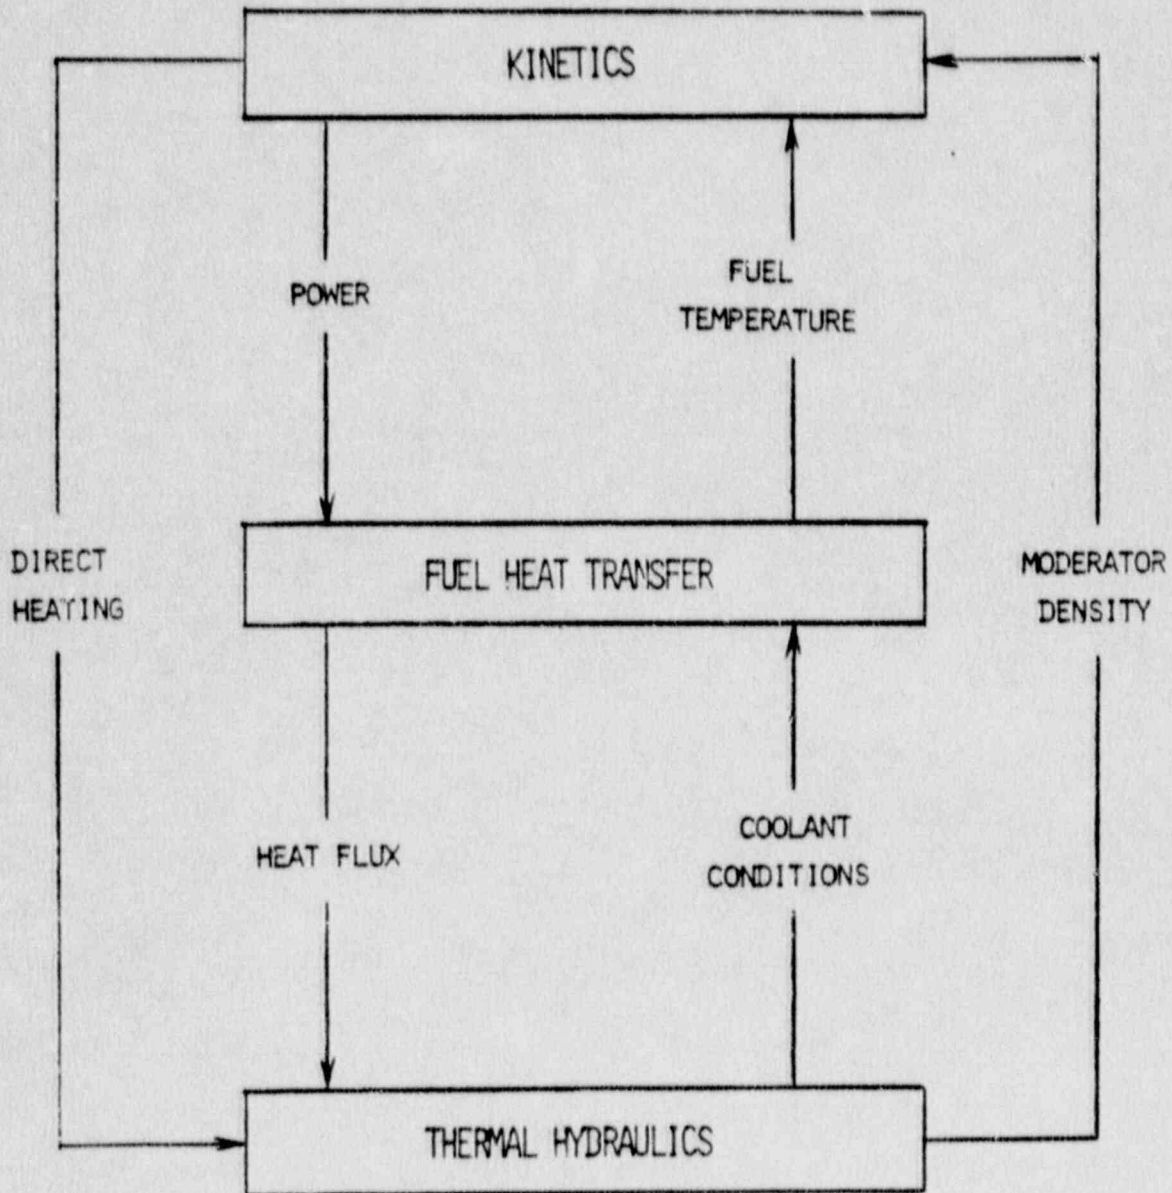 KINETICS
POWER
FUEL
TEMPERATURE
DIRECT
HEATING
FUEL HEAT TRANSFER
MODERATOR
DENSITY
HEAT FLUX
COOLANT
CONDITIONS
THERMAL HYDRAULICS